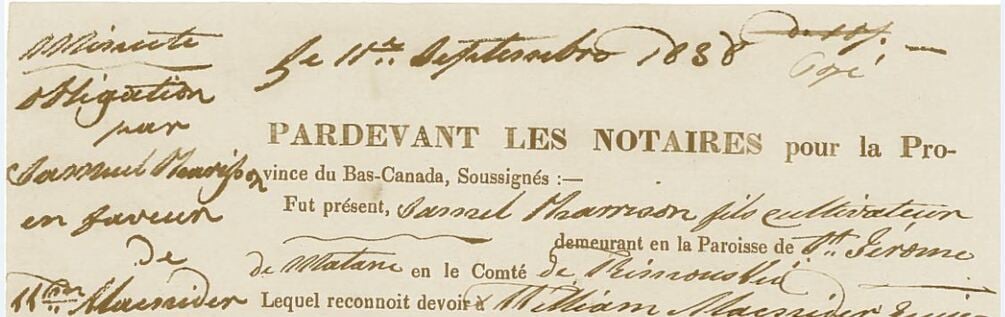 Minute
Obligation
par
Samuel Harisson
en faveur
de
Wm Macnider
Le 11e. Septembre 1838
Copié
PARDEVANT LES NOTAIRES pour la Pro-
vince du Bas-Canada, Soussignés :—
Fut présent, Samuel Harrison fils cultivateur
demeurant en la Paroisse de St. Jérôme
de Matane en le Comté de Rimouski
Lequel reconnoit devoir à William Macnider